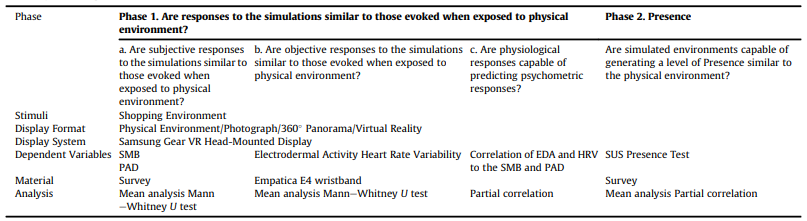 Phase Phase 1. Are responses to the simulations similar to those evoked when exposed to physical Phase 2. Presence
environment?
a. Are subjective responses b. Are objective responses to the simulations c. Are physiological Are simulated environments capable of
to the simulations similar to similar to those evoked when exposed to responses capable of generating a level of Presence similar to
those evoked when physical environment? predicting psychometric the physical environment?
exposed to physical responses?
environment?
Stimuli Shopping Environment
Display Format Physical Environment/Photograph/360° Panorama/Virtual Reality
Display System Samsung Gear VR Head-Mounted Display
Dependent Variables SMB Electrodermal Activity Heart Rate Variability Correlation of EDA and HRV SUS Presence Test
PAD to the SMB and PAD
Material Survey Empatica E4 wristband Survey
Analysis Mean analysis Mann Mean analysis Mann−Whitney U test Partial correlation Mean analysis Partial correlation
−Whitney U test